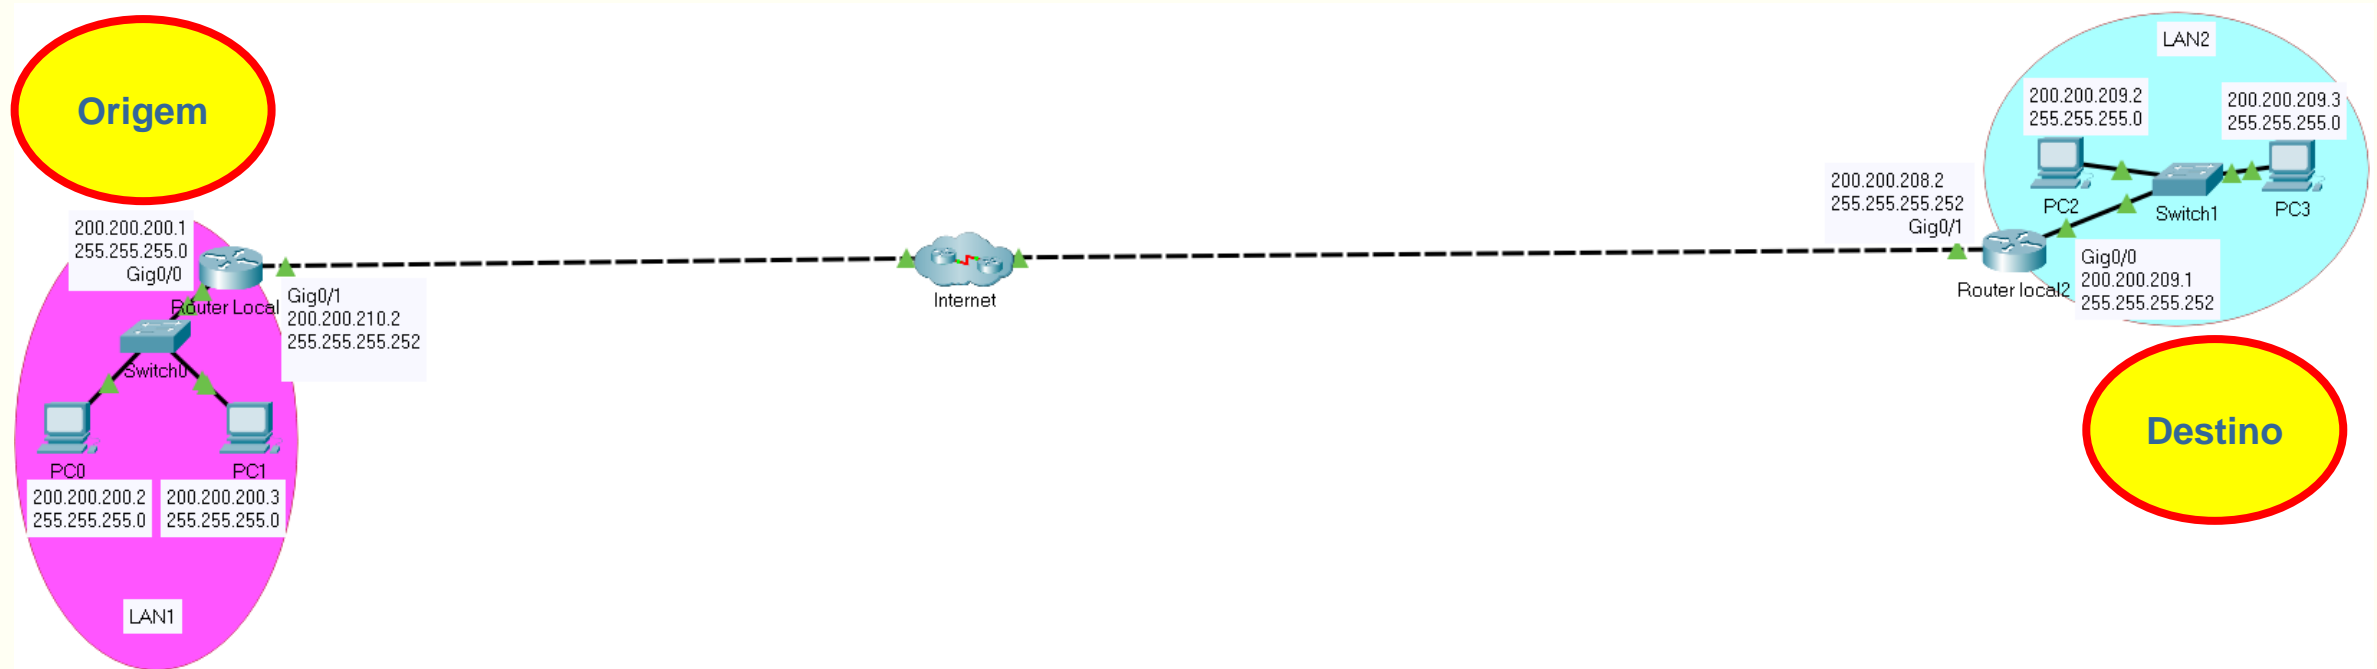 Origem
200.200.200.1
255.255.255.0
Gig0/0
Router Local
Gig0/1
200.200.210.2
255.255.255.252
Switch0
PC0
200.200.200.2
255.255.255.0
PC1
200.200.200.3
255.255.255.0
LAN1
Internet
LAN2
200.200.209.2
255.255.255.0
200.200.209.3
255.255.255.0
PC2
Switch1
PC3
200.200.208.2
255.255.255.252
Gig0/1
Router local2
Gig0/0
200.200.209.1
255.255.255.252
Destino